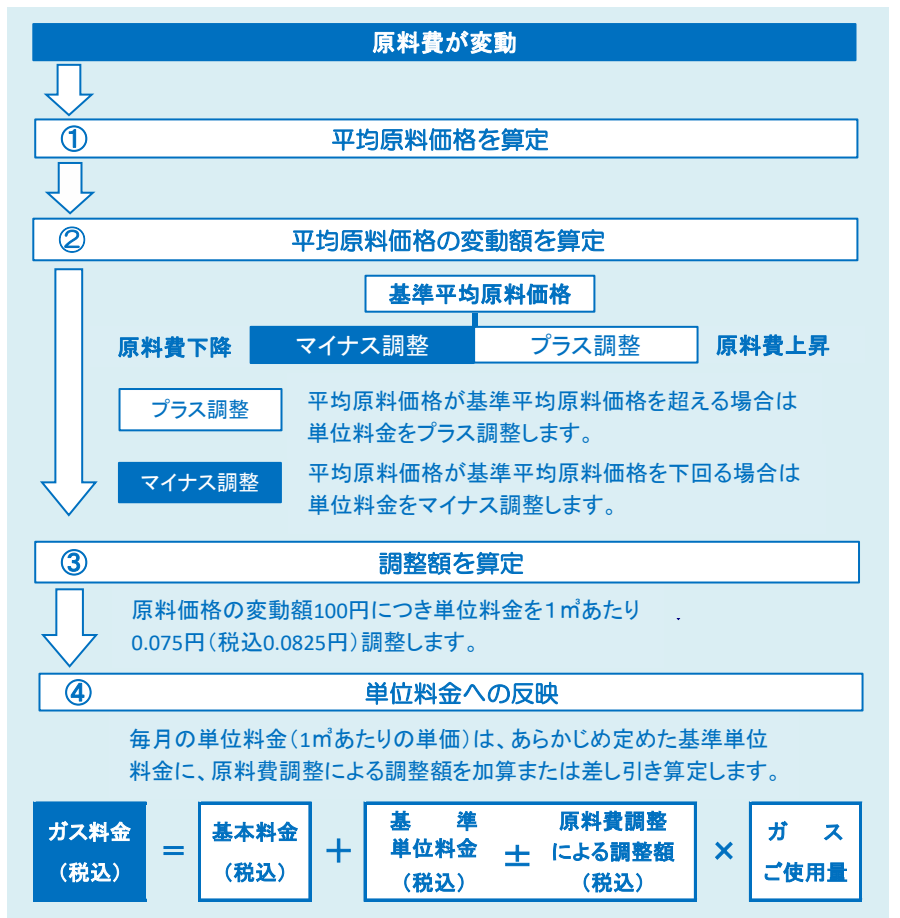 原料費が変動
① 平均原料価格を算定
② 平均原料価格の変動額を算定
基準平均原料価格
原料費下降 マイナス調整 プラス調整 原料費上昇
プラス調整 平均原料価格が基準平均原料価格を超える場合は
単位料金をプラス調整します。
マイナス調整 平均原料価格が基準平均原料価格を下回る場合は
単位料金をマイナス調整します。
③ 調整額を算定
原料価格の変動額100円につき単位料金を1㎥あたり
0.075円(税込0.0825円)調整します。
④ 単位料金への反映
毎月の単位料金(1㎥あたりの単価)は、あらかじめ定めた基準単位
料金に、原料費調整による調整額を加算または差し引き算定します。
ガス料金
(税込)
=
基本料金
(税込)
+
基準
単位料金
(税込)
±
原料費調整
による調整額
(税込)
×
ガス
ご使用量